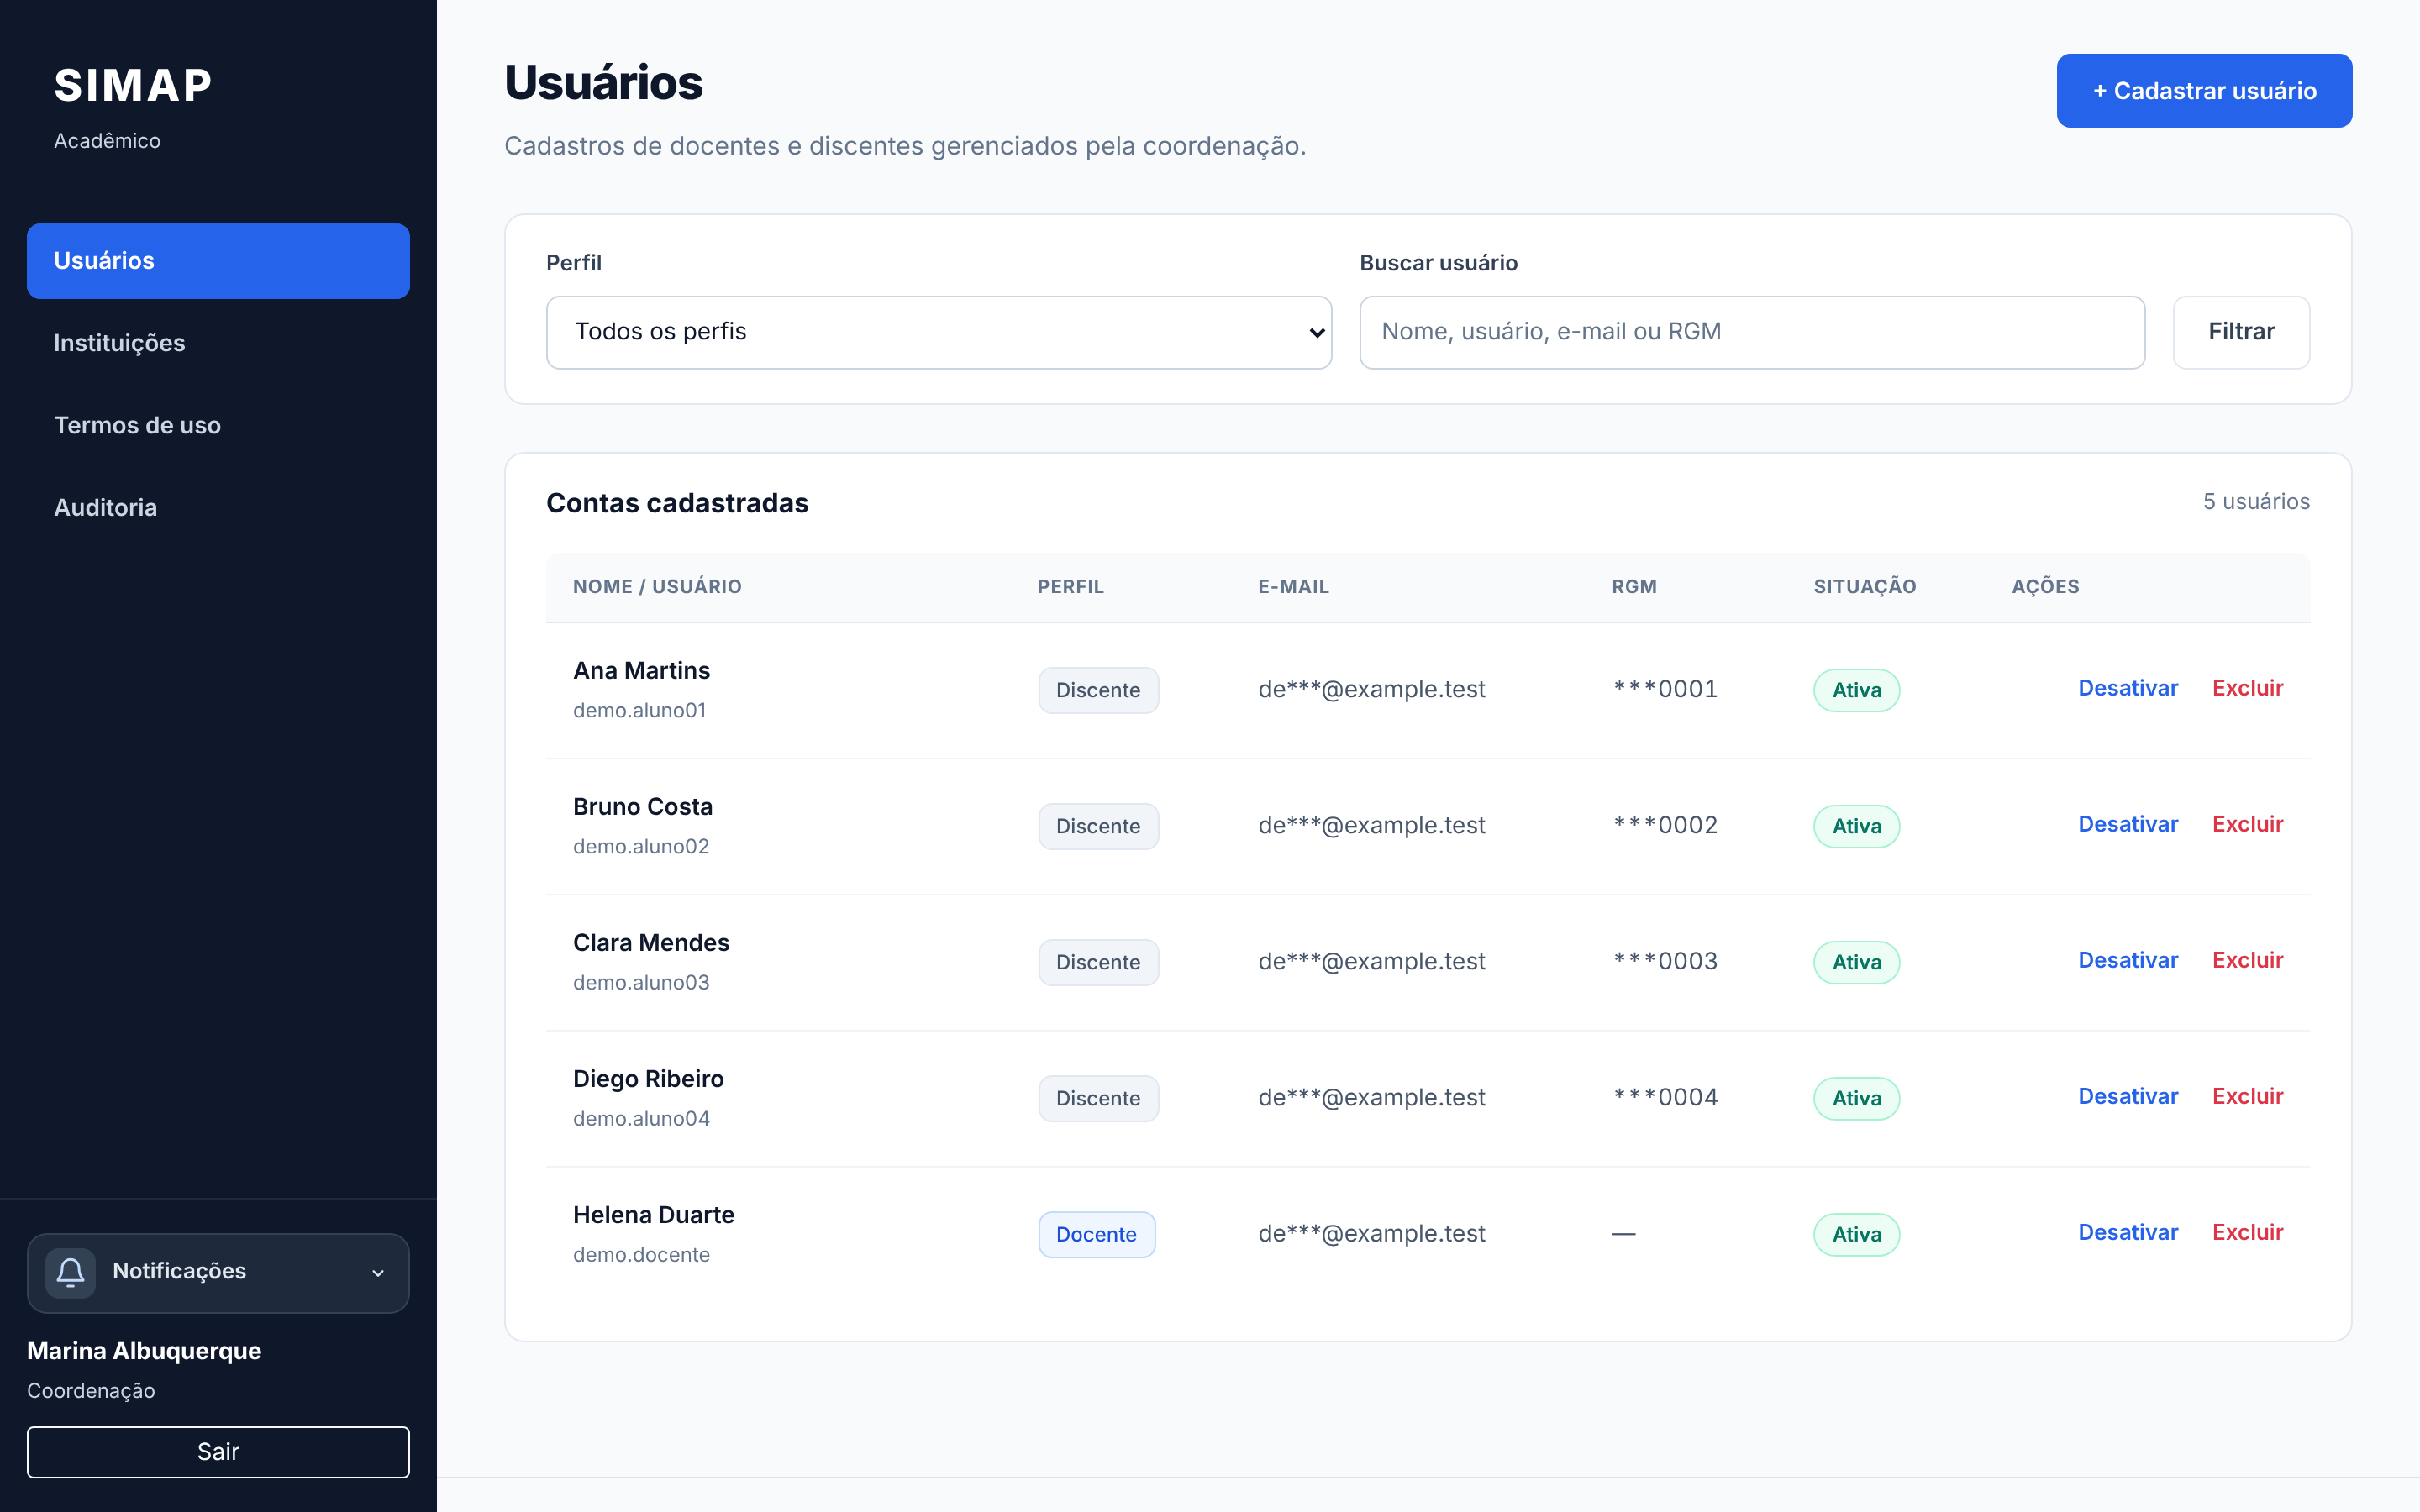 SIMAP
Acadêmico
Usuários
Instituições
Termos de uso
Auditoria
Notificações
Marina Albuquerque
Coordenação
Sair
Usuários
+ Cadastrar usuário
Cadastros de docentes e discentes gerenciados pela coordenação.
Perfil
Buscar usuário
Todos os perfis
Nome, usuário, e-mail ou RGM
Filtrar
Contas cadastradas
5 usuários
NOME / USUÁRIO PERFIL E-MAIL RGM SITUAÇÃO AÇÕES
Ana Martins
demo.aluno01
Discente de***@example.test ***0001 Ativa Desativar Excluir
Bruno Costa
demo.aluno02
Discente de***@example.test ***0002 Ativa Desativar Excluir
Clara Mendes
demo.aluno03
Discente de***@example.test ***0003 Ativa Desativar Excluir
Diego Ribeiro
demo.aluno04
Discente de***@example.test ***0004 Ativa Desativar Excluir
Helena Duarte
demo.docente
Docente de***@example.test — Ativa Desativar Excluir